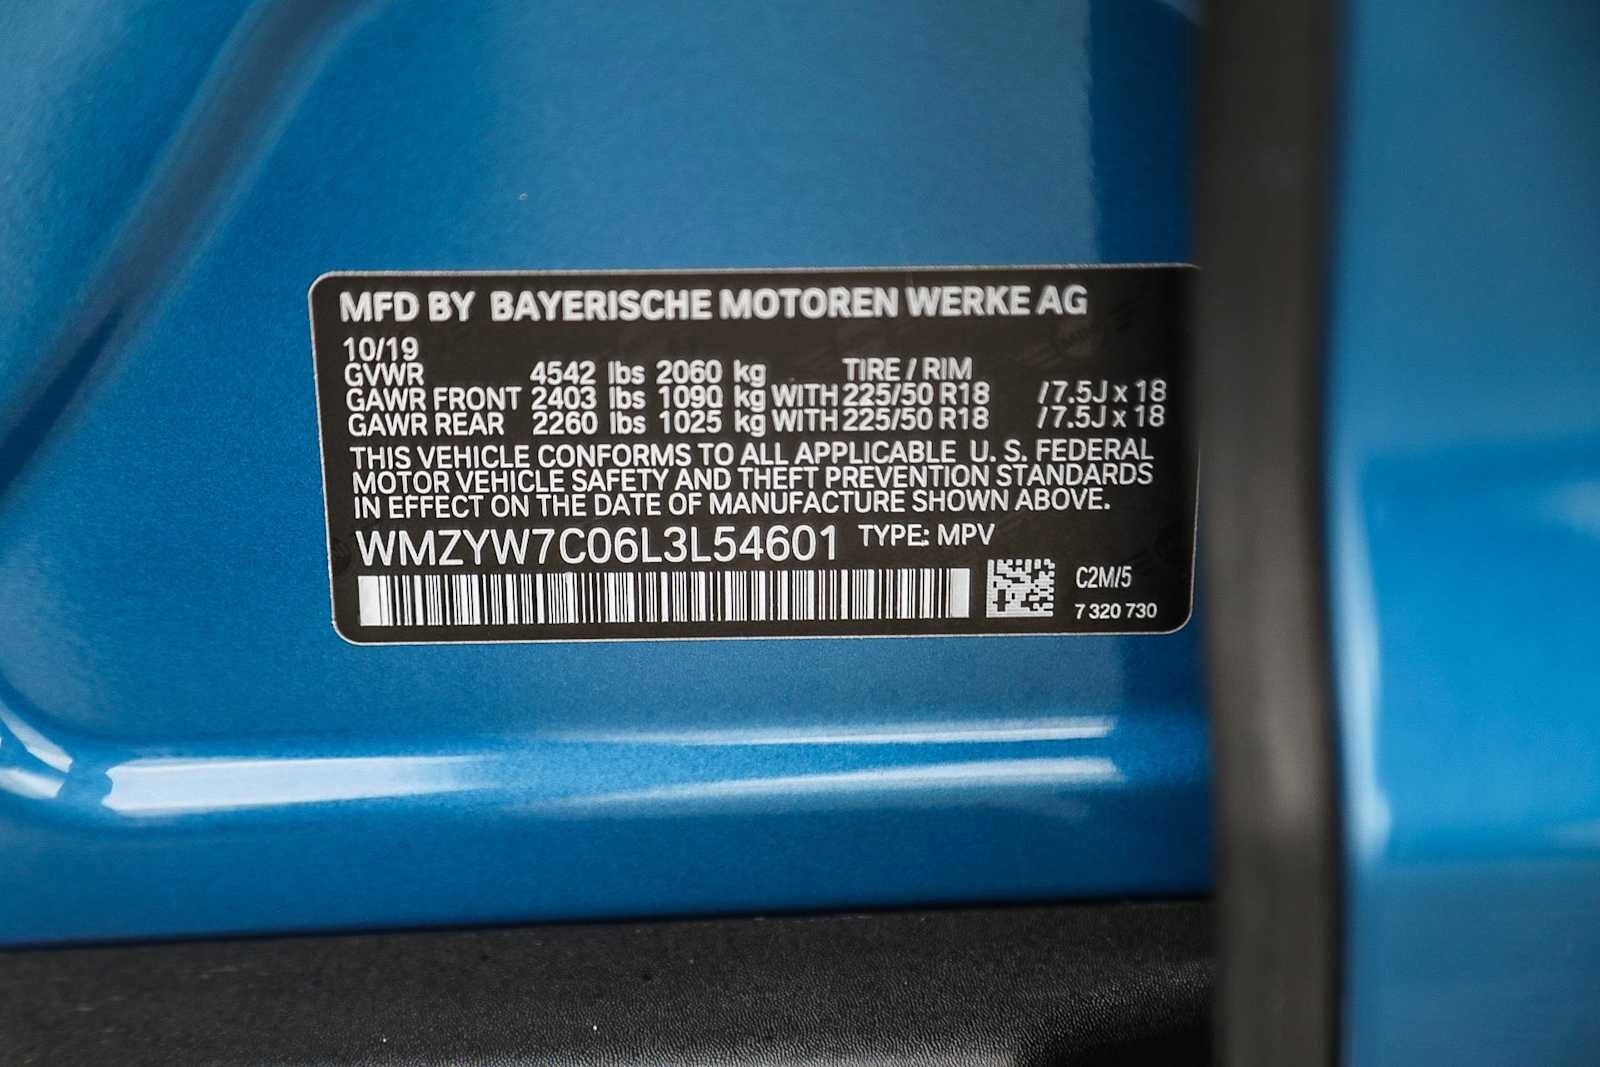 MFD BY BAYERISCHE MOTOREN WERKE AG
10/19
GVWR 4542 lbs 2060 kg TIRE / RIM
GAWR FRONT 2403 lbs 1090 kg WITH 225/50 R18 /7.5J x 18
GAWR REAR 2260 lbs 1025 kg WITH 225/50 R18 /7.5J x 18
THIS VEHICLE CONFORMS TO ALL APPLICABLE U. S. FEDERAL
MOTOR VEHICLE SAFETY AND THEFT PREVENTION STANDARDS
IN EFFECT ON THE DATE OF MANUFACTURE SHOWN ABOVE.
WMZYW7C06L3L54601 TYPE: MPV
C2M/5
7 320 730